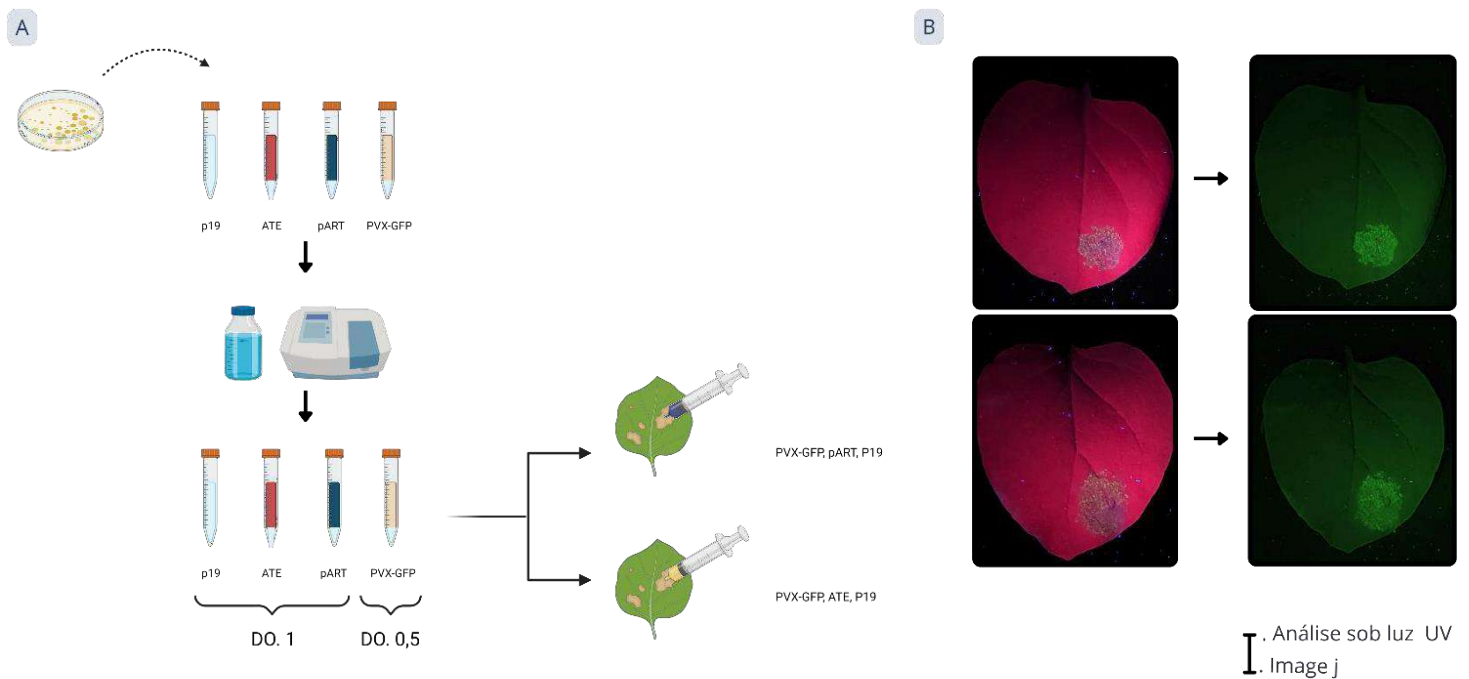 A
p19 ATE pART PVX-GFP
p19 ATE pART PVX-GFP
DO. 1 DO. 0,5
PVX-GFP, pART, P19
PVX-GFP, ATE, P19
B
. Análise sob luz UV
. Image j